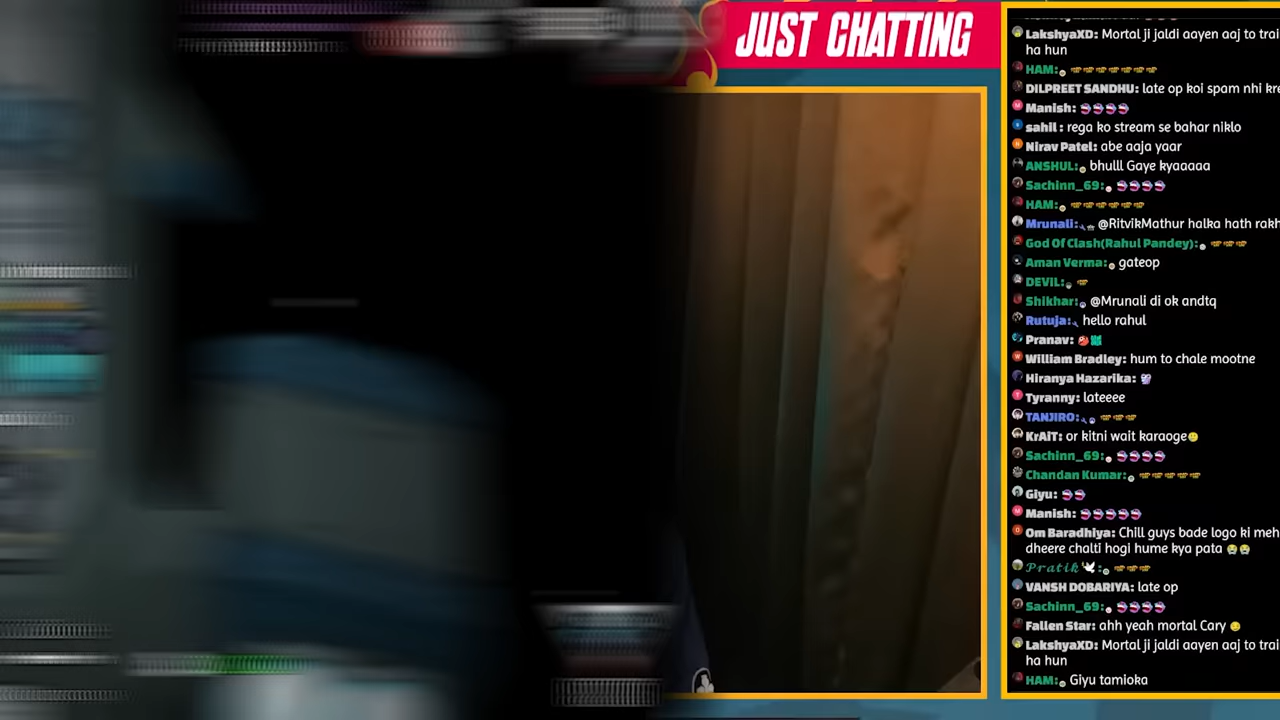 JUST CHATTING
LakshyaXD: Mortal ji jaldi aayen aaj to trai
ha hun
HAM:
DILPREET SANDHU: late op koi spam nhi kre
Manish:
sahil : rega ko stream se bahar niklo
Nirav Patel: abe aaja yaar
ANSHUL: bhulll Gaye kyaaaaa
Sachinn_69:
HAM:
Mrunali: @RitvikMathur halka hath rakh
God Of Clash(Rahul Pandey):
Aman Verma: gateop
DEVIL:
Shikhar: @Mrunali di ok andtq
Rutuja: hello rahul
Pranav:
William Bradley: hum to chale mootne
Hiranya Hazarika:
Tyranny: lateeee
TANJIRO:
KrAiT: or kitni wait karaoge🥲
Sachinn_69:
Chandan Kumar:
Giyu:
Manish:
Om Baradhiya: Chill guys bade logo ki meh
dheere chalti hogi hume kya pata 😭😭
𝓟𝓻𝓪𝓽𝓲𝓴 🕊:
VANSH DOBARIYA: late op
Sachinn_69:
Fallen Star: ahh yeah mortal Cary 😏
LakshyaXD: Mortal ji jaldi aayen aaj to trai
ha hun
HAM: Giyu tamioka